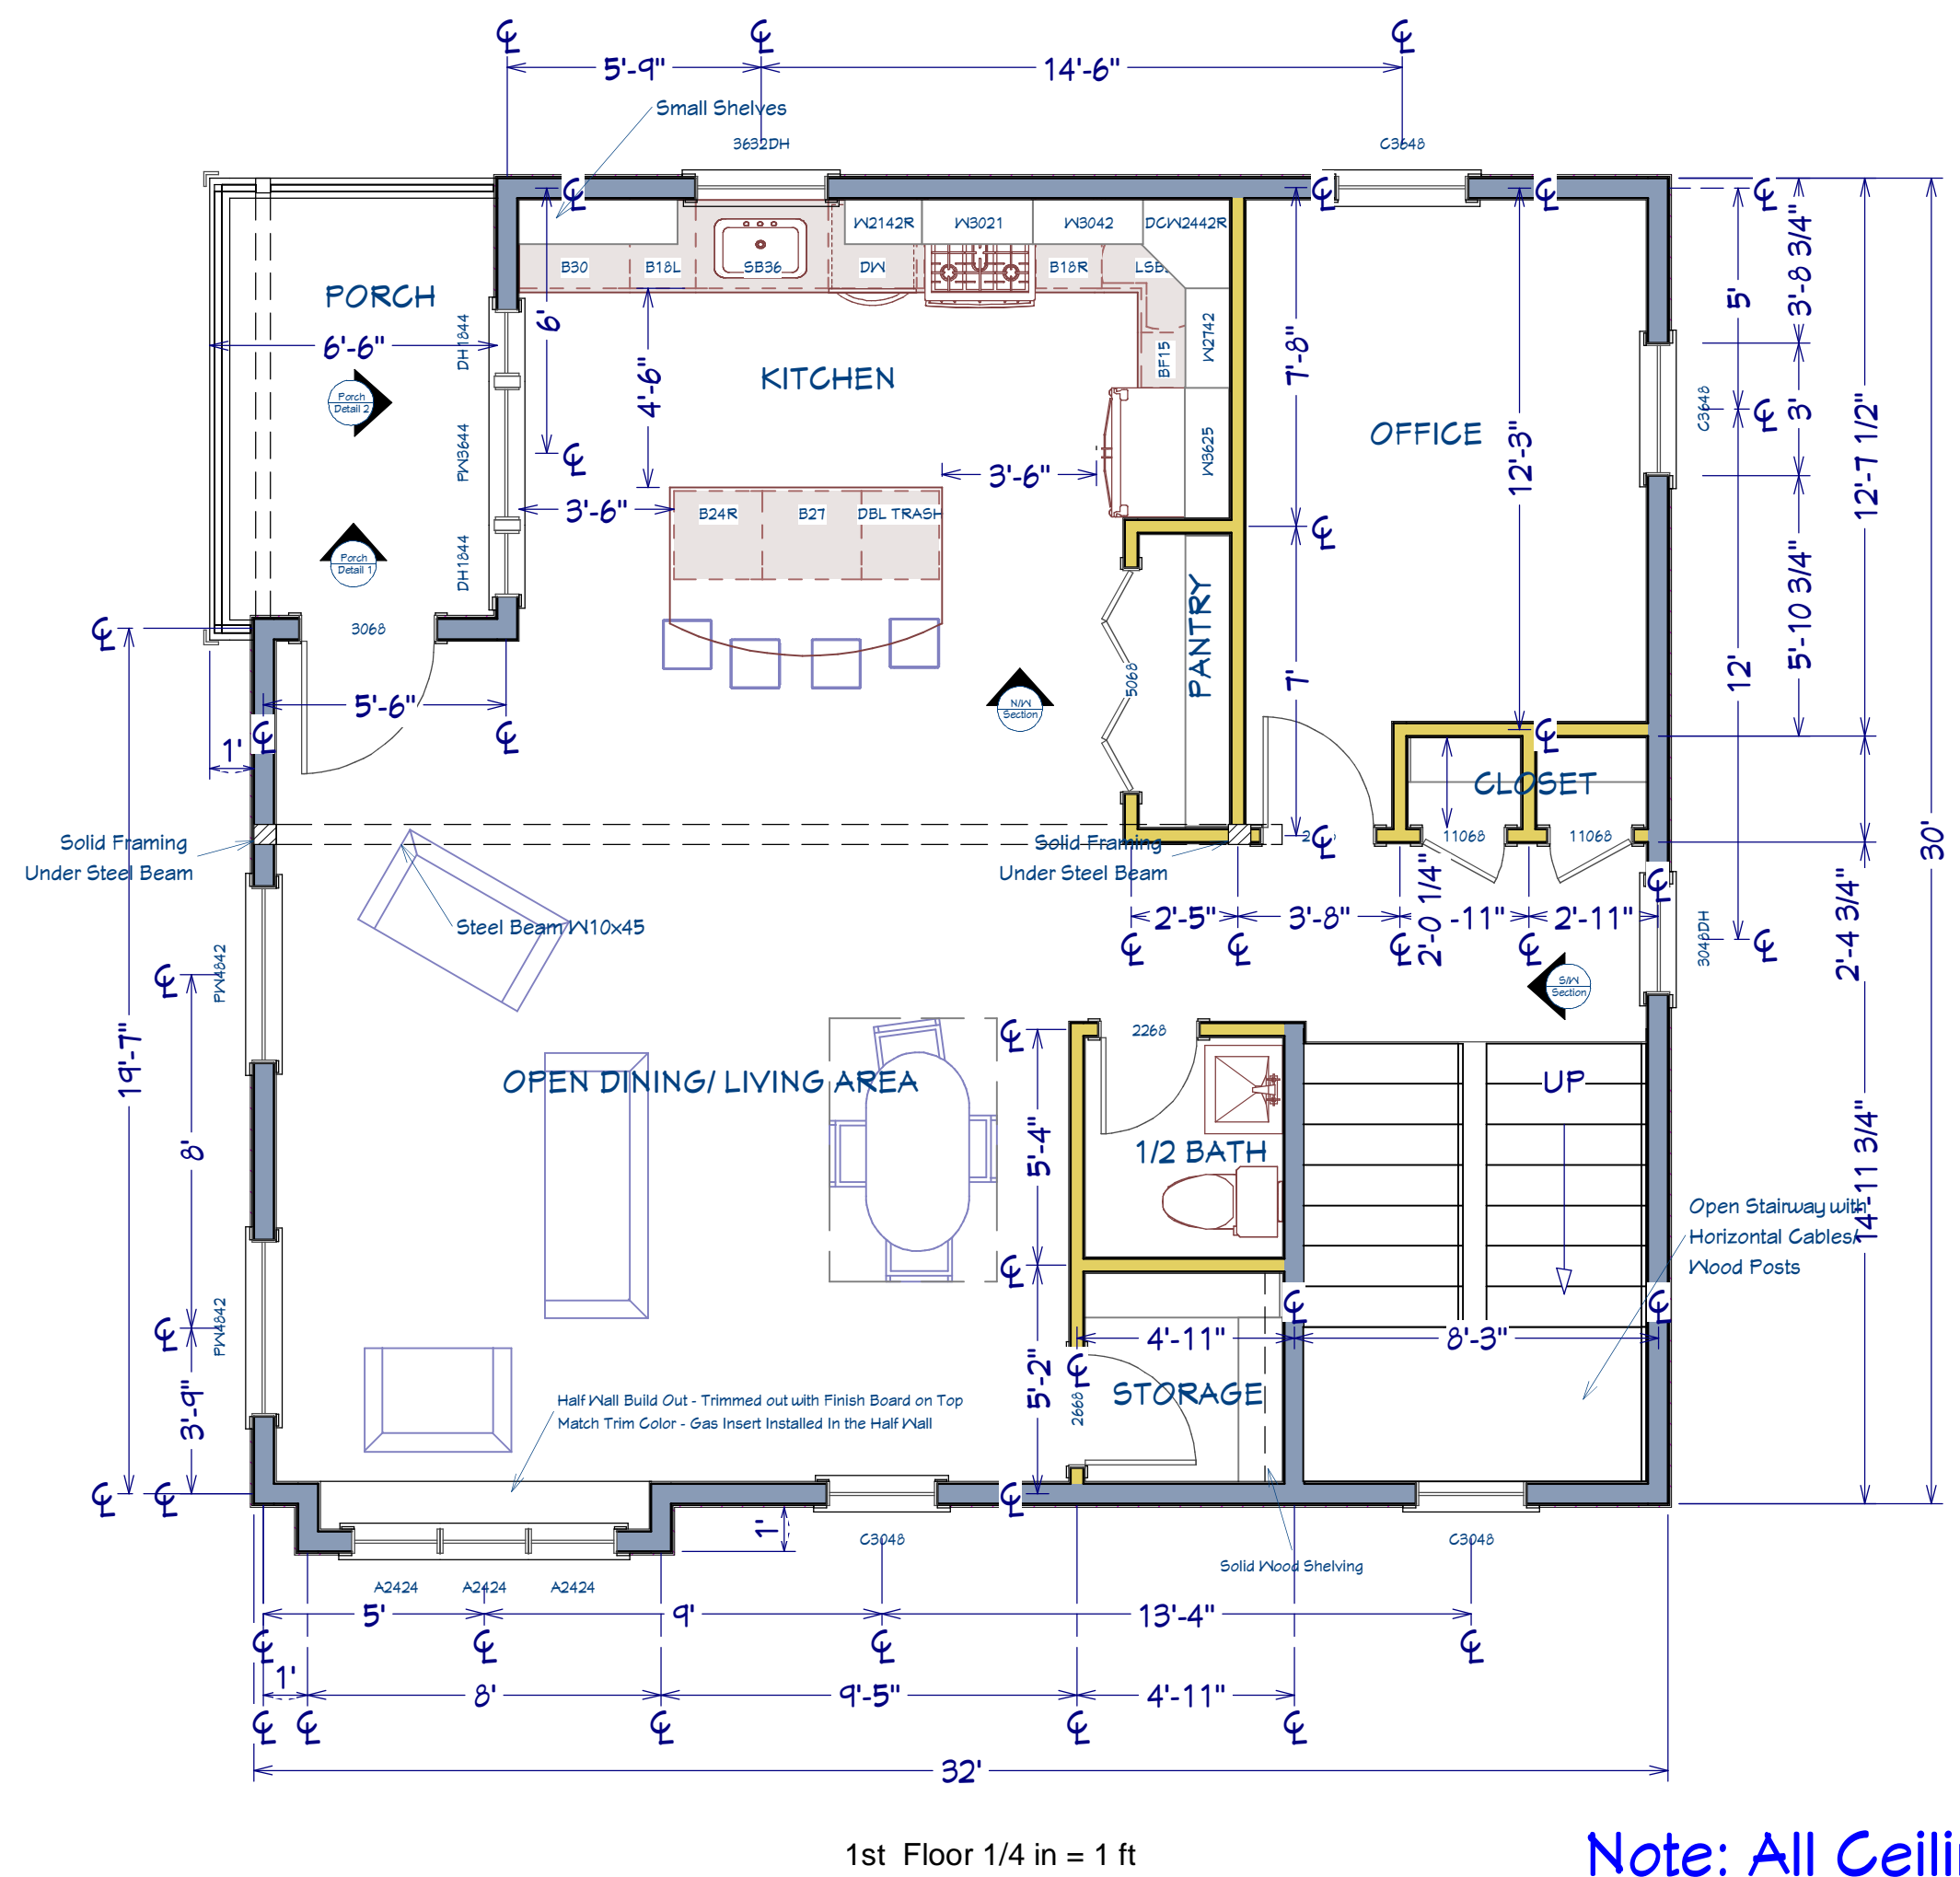 ℄ ℄ ℄
5'-9" 14'-6"
Small Shelves
3632DH C3648
℄ ℄ ℄ ℄
W2142R W3021 W3042 DCW2442R
B30 B18L SB36 DW B18R
PORCH
6'-6"
DH1844
PW3644
DH1844
Porch
Detail 2
Porch
Detail 1
6'
℄
4'-6"
KITCHEN
3'-6"
3'-6"
B24R B27 DBL TRASH
BF15
W2742
W3625
7'-8"
℄
7'
℄
OFFICE
12'-3"
℄
PANTRY
5068
N/W
Section
CLOSET
11068 11068
C3648
℄
5'
℄
12'
3048DH
℄
℄
3'-8 3/4"
3'
5'-10 3/4"
12'-7 1/2"
2'-4 3/4"
14'-11 3/4"
30'
℄
3068
5'-6"
℄ ℄
1'
Solid Framing
Under Steel Beam
Solid Framing
Under Steel Beam
Steel Beam W10x45
2'-5" 3'-8" 2'-0 1/4" -11" 2'-11"
℄ ℄ ℄ ℄
S/W
Section
19'-7"
℄
PW4842
8'
℄
PW4842
3'-9"
℄ ℄
OPEN DINING/ LIVING AREA
℄
2268
5'-4"
1/2 BATH
℄
5'-2"
℄
UP
Open Stairway with
Horizontal Cables/
Wood Posts
℄ ℄
4'-11" 8'-3"
℄
2668
STORAGE
Half Wall Build Out - Trimmed out with Finish Board on Top
Match Trim Color - Gas Insert Installed In the Half Wall
1'
C3048 C3048
Solid Wood Shelving
A2424 A2424 A2424
5' 9' 13'-4"
℄ ℄ ℄ ℄
1' 8' 9'-5" 4'-11"
℄ ℄ ℄ ℄ ℄
32'
1st Floor 1/4 in = 1 ft
Note: All